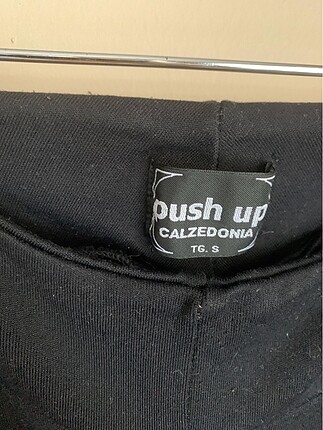 push up
CALZEDONIA
TG. S